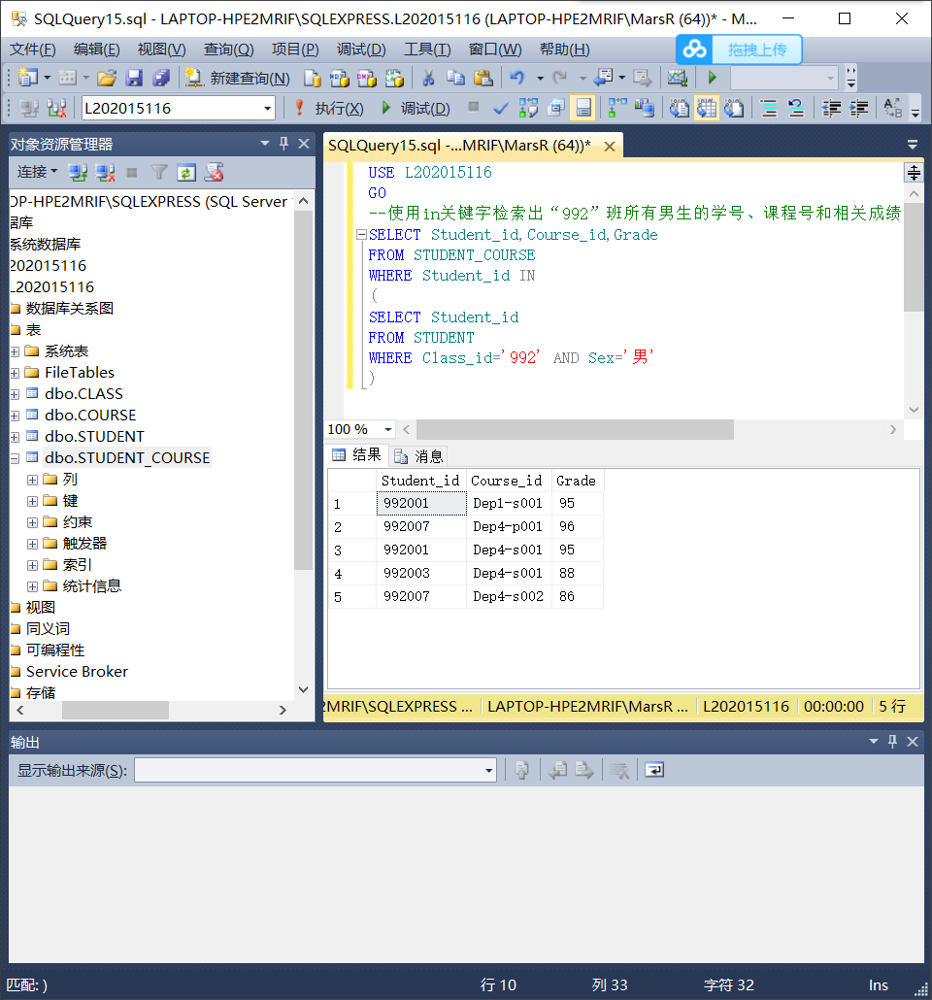 SQLQuery15.sql - LAPTOP-HPE2MRIF\SQLEXPRESS.L202015116 (LAPTOP-HPE2MRIF\MarsR (64))* - M...
文件(F) 编辑(E) 视图(V) 查询(Q) 项目(P) 调试(D) 工具(T) 窗口(W) 帮助(H)
拖拽上传
新建查询(N)
L202015116 执行(X) 调试(D)
对象资源管理器
连接
OP-HPE2MRIF\SQLEXPRESS (SQL Server
据库
系统数据库
202015116
L202015116
数据库关系图
表
系统表
FileTables
dbo.CLASS
dbo.COURSE
dbo.STUDENT
dbo.STUDENT_COURSE
列
键
约束
触发器
索引
统计信息
视图
同义词
可编程性
Service Broker
存储
SQLQuery15.sql -...MRIF\MarsR (64))*
USE L202015116
GO
--使用in关键字检索出“992”班所有男生的学号、课程号和相关成绩
SELECT Student_id,Course_id,Grade
FROM STUDENT_COURSE
WHERE Student_id IN
(
SELECT Student_id
FROM STUDENT
WHERE Class_id='992' AND Sex='男'
)
100 %
结果 消息
Student_id Course_id Grade
1 992001 Dep1-s001 95
2 992007 Dep4-p001 96
3 992001 Dep4-s001 95
4 992003 Dep4-s001 88
5 992007 Dep4-s002 86
2MRIF\SQLEXPRESS ... LAPTOP-HPE2MRIF\MarsR ... L202015116 00:00:00 5 行
输出
显示输出来源(S):
匹配: ) 行 10 列 33 字符 32 Ins